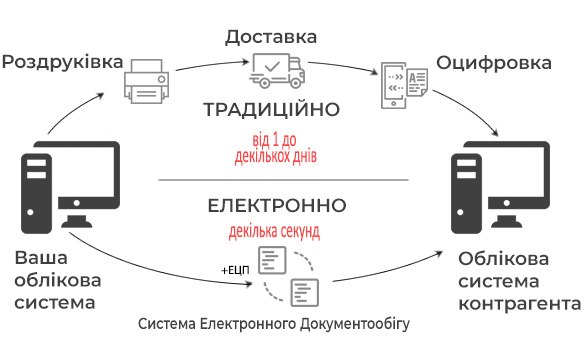 Доставка
Роздруківка
Оцифровка
ТРАДИЦІЙНО
від 1 до
декількох днів
ЕЛЕКТРОННО
декілька секунд
Ваша
облікова
система
+ЕЦП
Облікова
система
контрагента
Система Електронного Документообігу